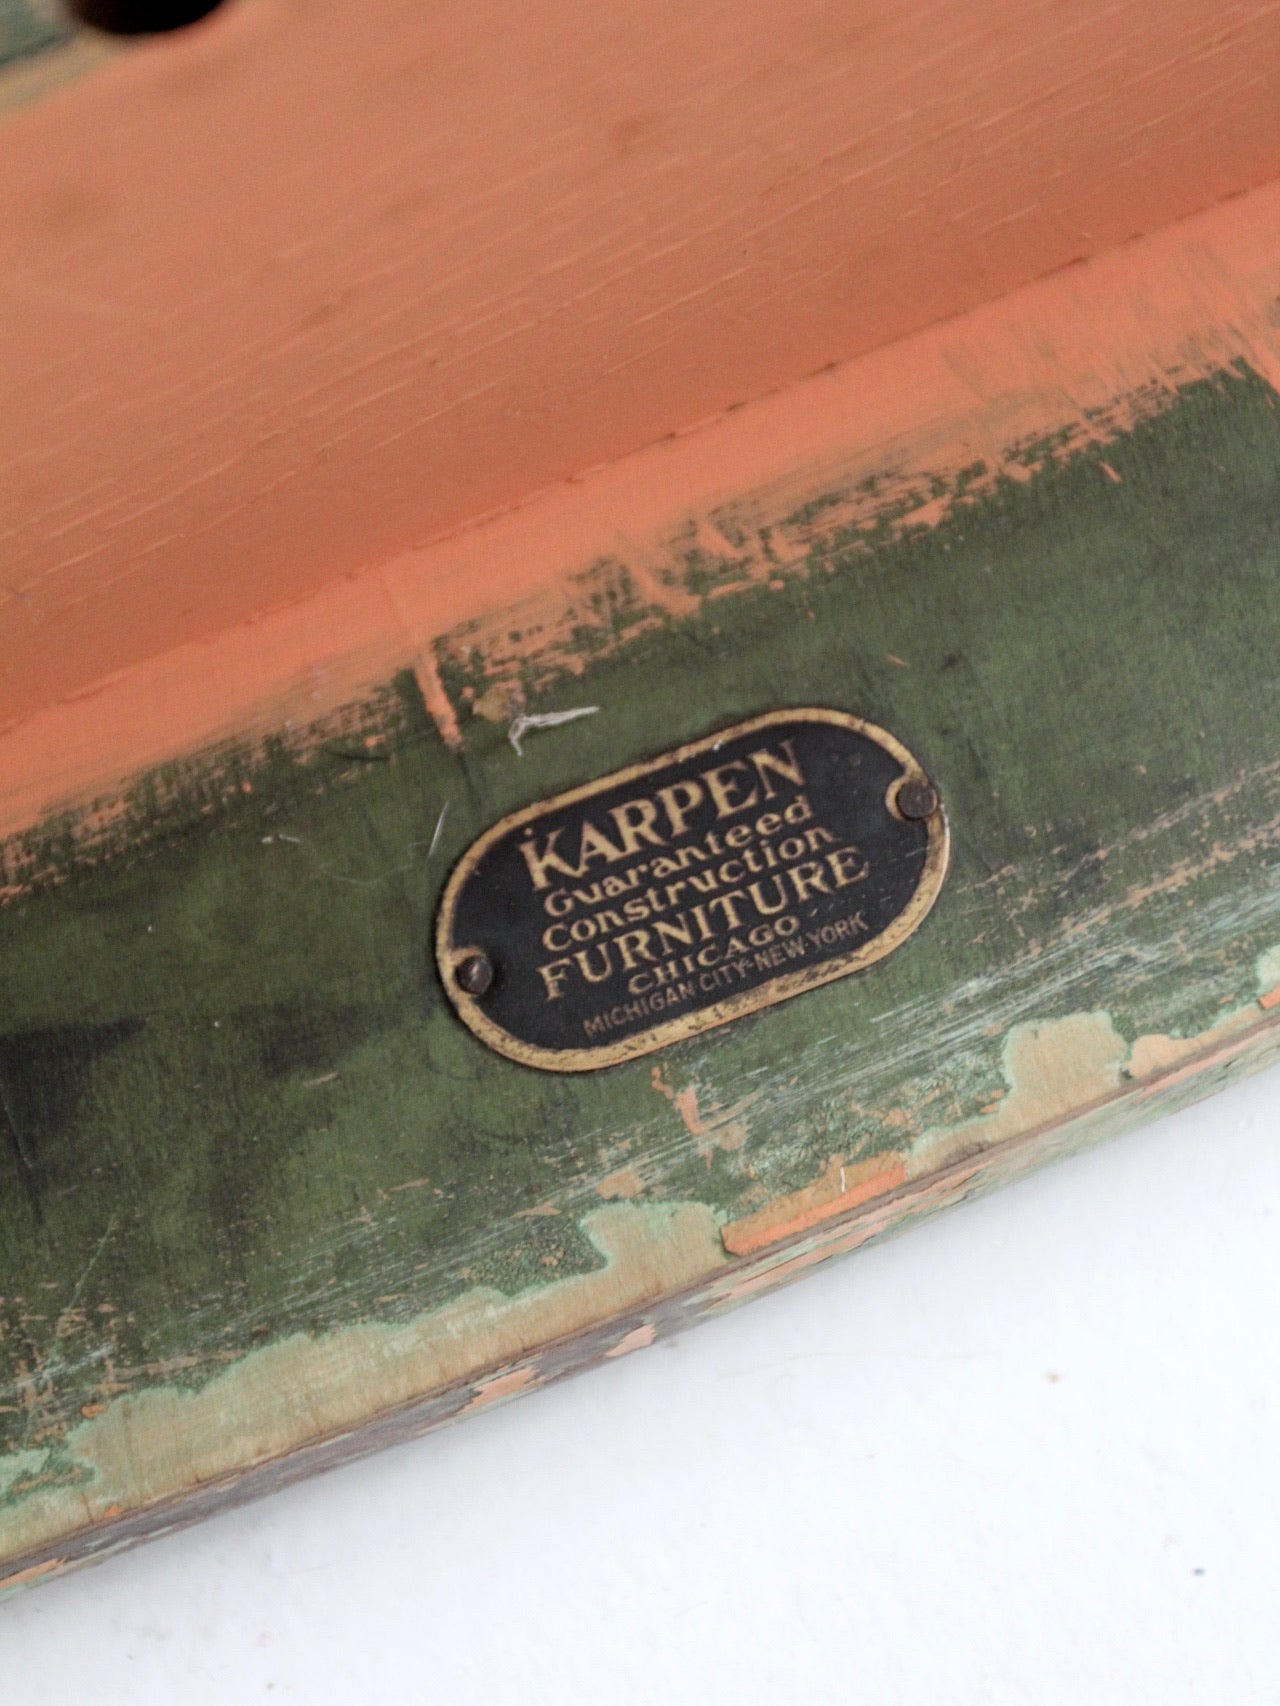 KARPEN
Guaranteed
Construction
FURNITURE
CHICAGO
MICHIGAN CITY-NEW-YORK